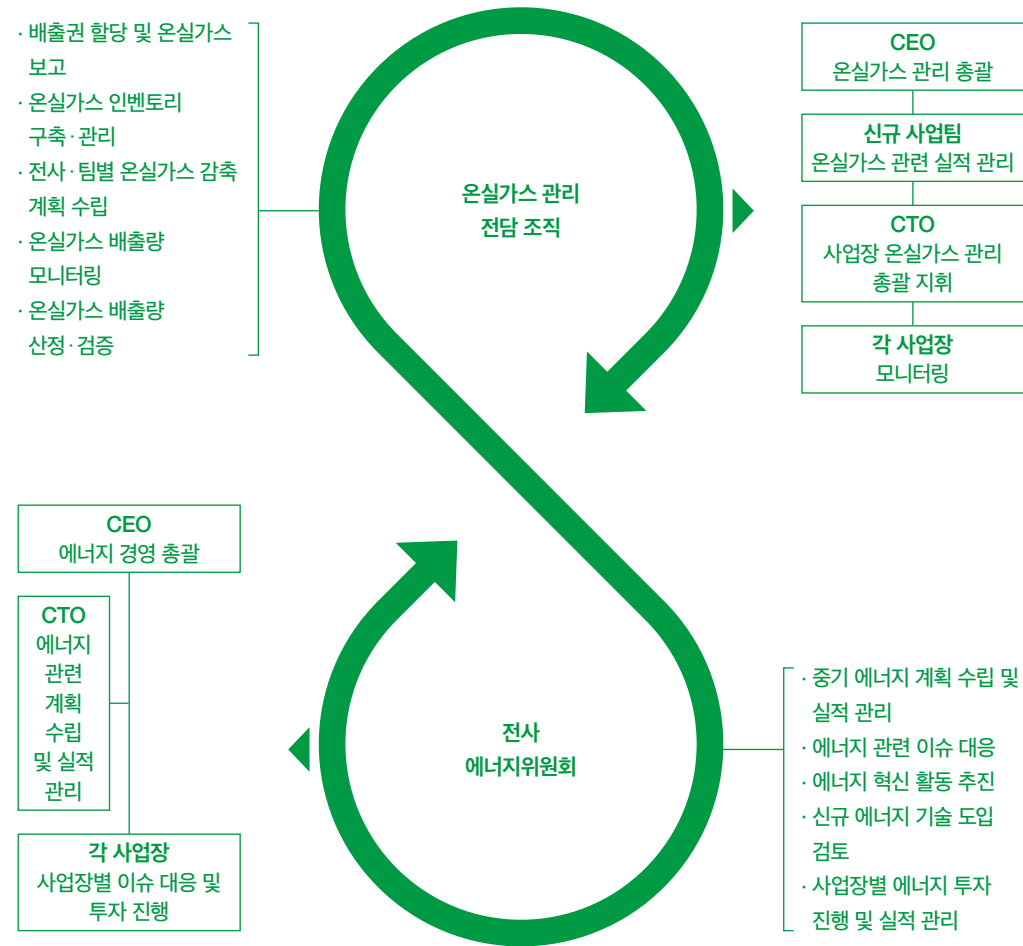 · 배출권 할당 및 온실가스
보고
· 온실가스 인벤토리
구축·관리
· 전사·팀별 온실가스 감축
계획 수립
· 온실가스 배출량
모니터링
· 온실가스 배출량
산정·검증
온실가스 관리
전담 조직
CEO
온실가스 관리 총괄
신규 사업팀
온실가스 관련 실적 관리
CTO
사업장 온실가스 관리
총괄 지휘
각 사업장
모니터링
CEO
에너지 경영 총괄
CTO
에너지
관련
계획
수립
및 실적
관리
각 사업장
사업장별 이슈 대응 및
투자 진행
전사
에너지위원회
· 중기 에너지 계획 수립 및
실적 관리
· 에너지 관련 이슈 대응
· 에너지 혁신 활동 추진
· 신규 에너지 기술 도입
검토
· 사업장별 에너지 투자
진행 및 실적 관리